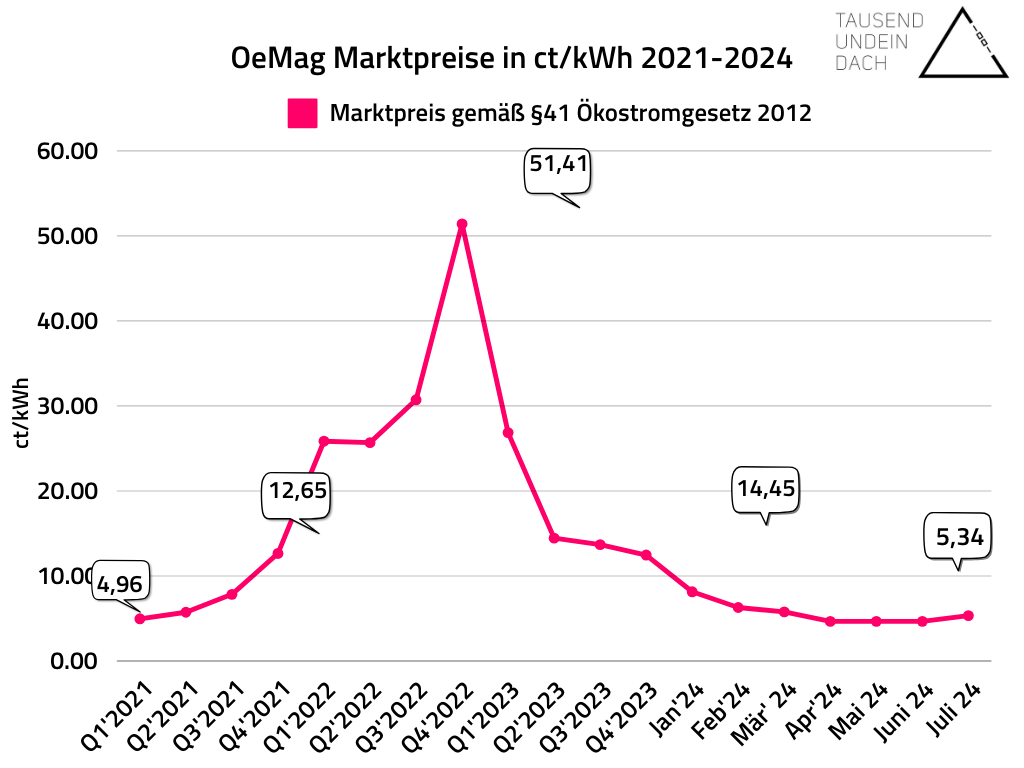 TAUSEND
UNDEIN
DACH
OeMag Marktpreise in ct/kWh 2021-2024
Marktpreis gemäß §41 Ökostromgesetz 2012
60.00
50.00
40.00
30.00
20.00
10.00
0.00
ct/kWh
51,41
12,65
14,45
5,34
4,96
Q1'2021
Q2'2021
Q3'2021
Q4'2021
Q1'2022
Q2'2022
Q3'2022
Q4'2022
Q1'2023
Q2'2023
Q3'2023
Q4'2023
Jan'24
Feb'24
Mär' 24
Apr'24
Mai 24
Juni 24
Juli 24